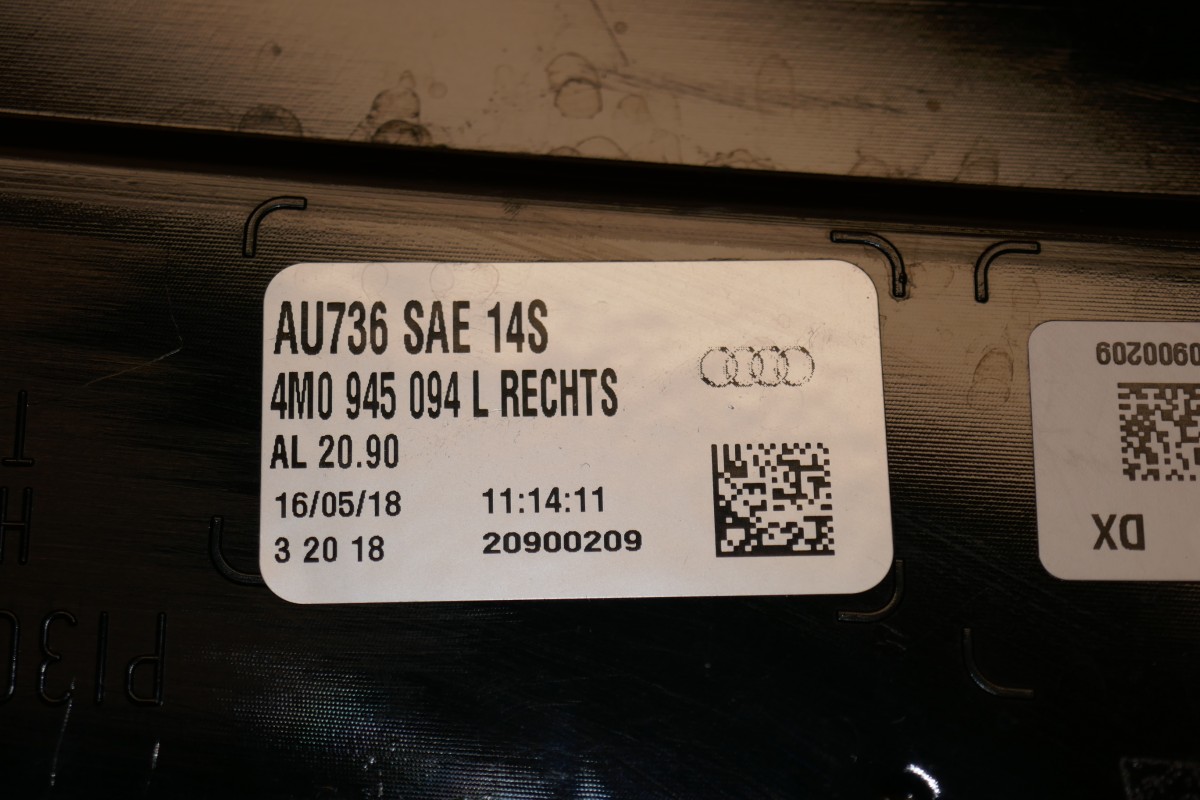 AU736 SAE 14S
4M0 945 094 L RECHTS
AL 20.90
16/05/18 11:14:11
3 20 18 20900209
0900209
DX